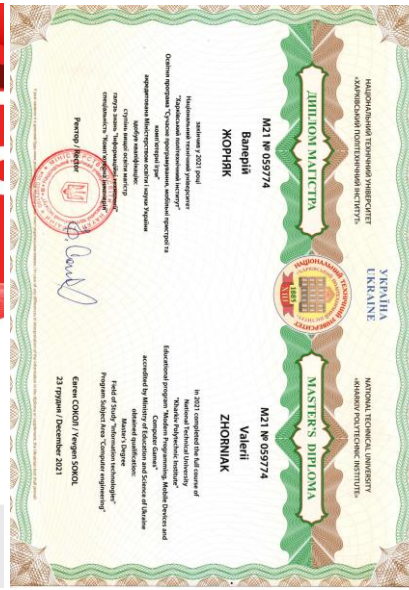 УКРАЇНА
UKRAINE
НАЦІОНАЛЬНИЙ ТЕХНІЧНИЙ УНІВЕРСИТЕТ
«ХАРКІВСЬКИЙ ПОЛІТЕХНІЧНИЙ ІНСТИТУТ»
ДИПЛОМ МАГІСТРА
М21 № 059774
Валерій
ЖОРНЯК
закінчив у 2021 році
Національний технічний університет
"Харківський політехнічний інститут"
Освітня програма "Сучасне програмування, мобільні пристрої та
комп'ютерні ігри"
акредитована Міністерством освіти і науки України
здобув кваліфікацію:
ступінь вищої освіти магістр
галузь знань "Інформаційні технології"
спеціальність "Комп'ютерна інженерія"
Ректор / Rector
NATIONAL TECHNICAL UNIVERSITY
«KHARKIV POLYTECHNIC INSTITUTE»
MASTER'S DIPLOMA
M21 № 059774
Valerii
ZHORNIAK
in 2021 completed the full course of
National Technical University
"Kharkiv Polytechnic Institute"
Educational program "Modern Programming, Mobile Devices and
Computer Games"
accredited by Ministry of Education and Science of Ukraine
obtained qualification:
Master's Degree
Field of Study "Information technologies"
Program Subject Area "Computer engineering"
Євген СОКОЛ / Yevgen SOKOL
23 грудня / December 2021
НАЦІОНАЛЬНИЙ ТЕХНІЧНИЙ УНІВЕРСИТЕТ
1885
ХПІ